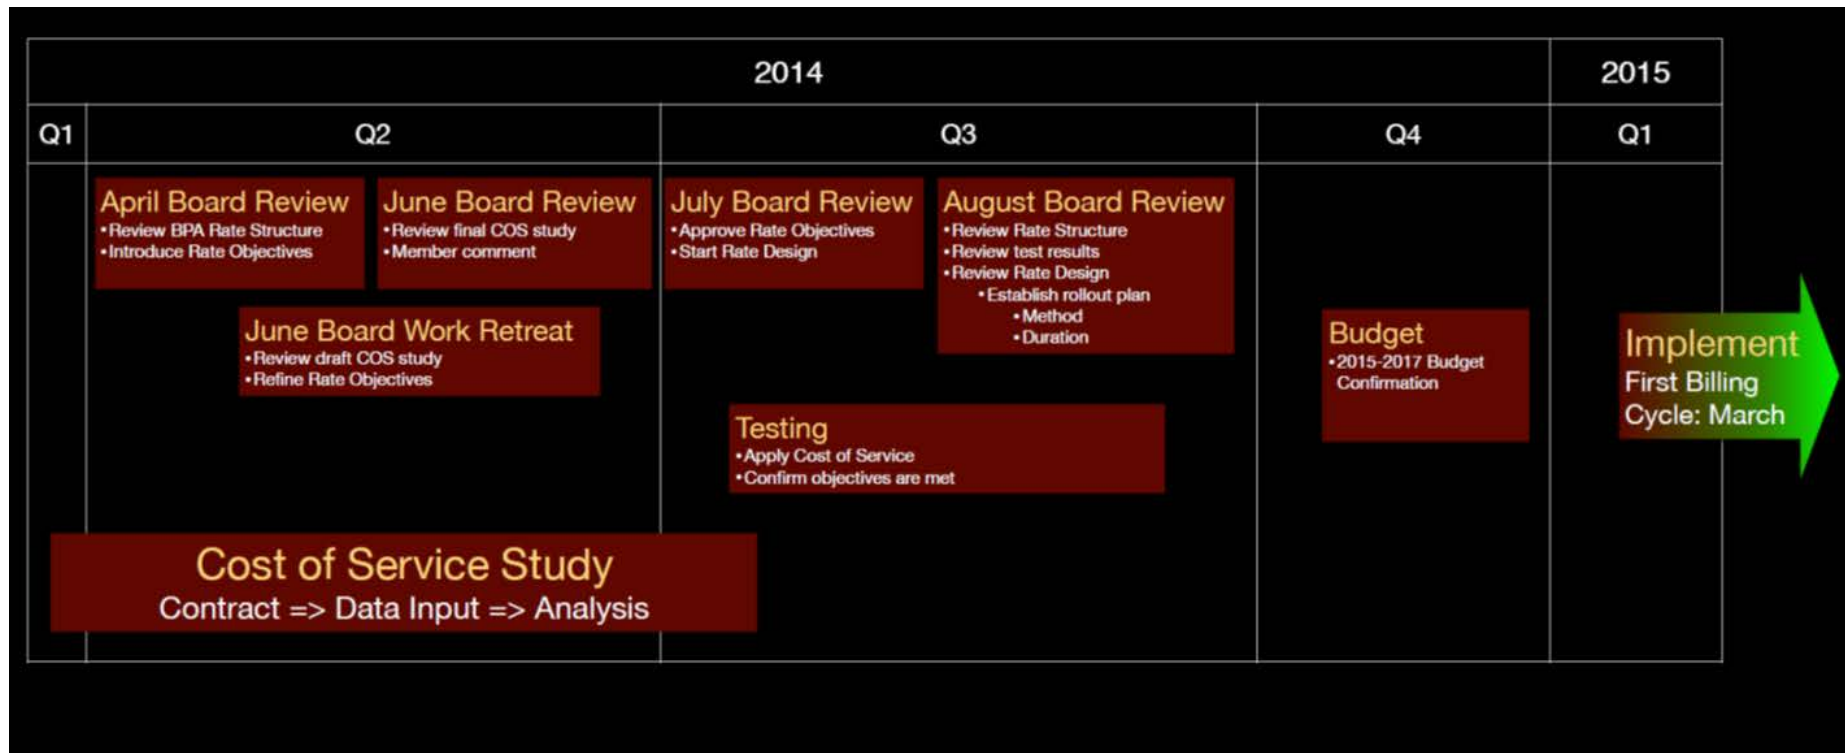 2014
2015
Q1
Q2
Q3
Q4
Q1
April Board Review
•Review BPA Rate Structure
•Introduce Rate Objectives
June Board Review
•Review final COS study
•Member comment
July Board Review
•Approve Rate Objectives
•Start Rate Design
August Board Review
•Review Rate Structure
•Review test results
•Review Rate Design
•Establish rollout plan
•Method
•Duration
June Board Work Retreat
•Review draft COS study
•Refine Rate Objectives
Budget
•2015-2017 Budget
Confirmation
Implement
First Billing
Cycle: March
Testing
•Apply Cost of Service
•Confirm objectives are met
Cost of Service Study
Contract => Data Input => Analysis